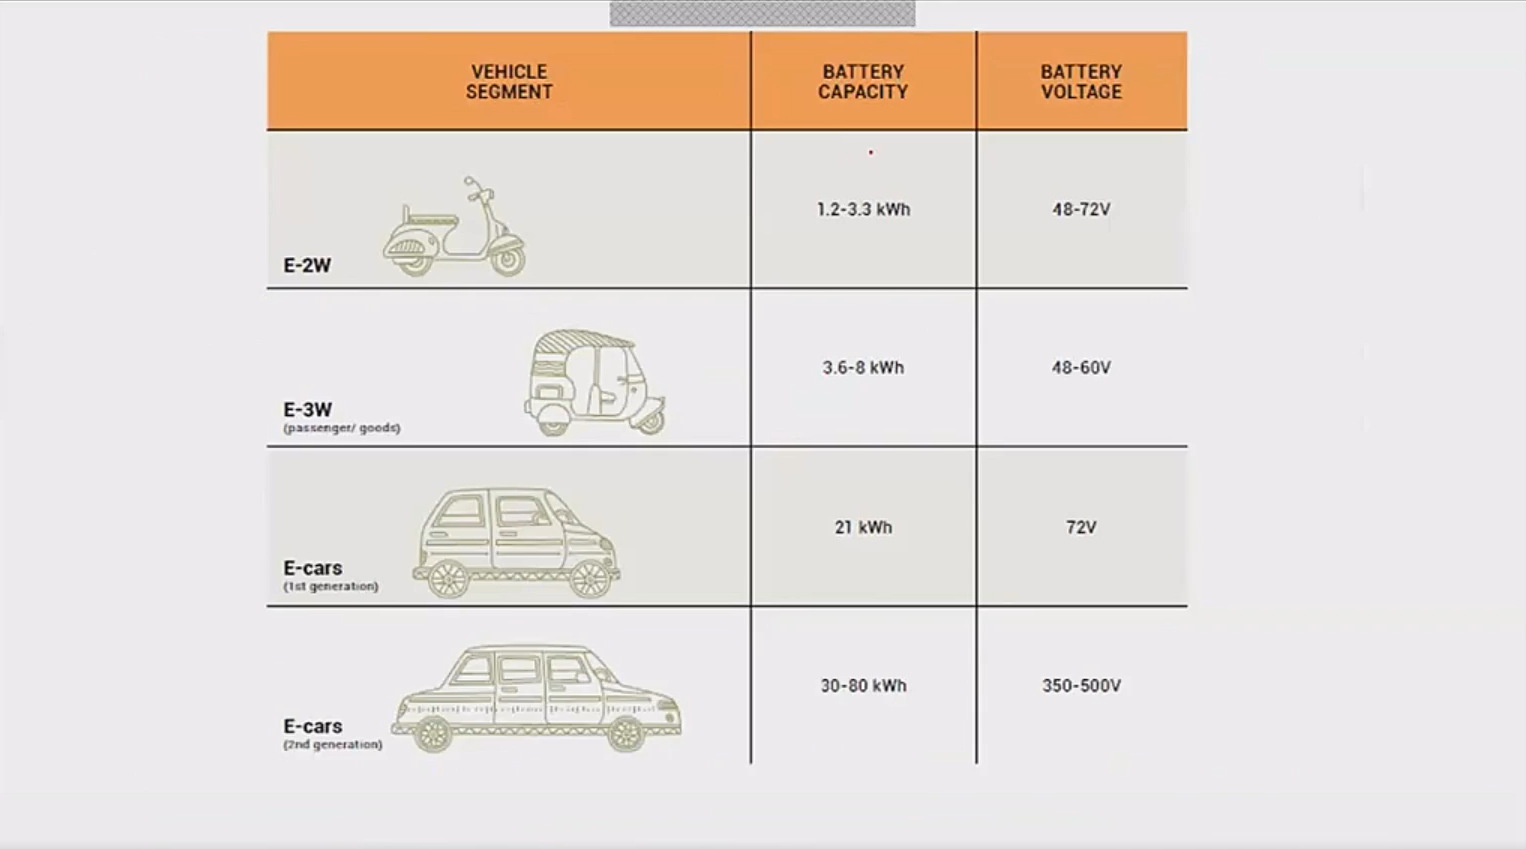 VEHICLE
SEGMENT
BATTERY
CAPACITY
BATTERY
VOLTAGE
E-2W
1.2-3.3 kWh
48-72V
E-3W
(passenger/ goods)
3.6-8 kWh
48-60V
E-cars
(1st generation)
21 kWh
72V
E-cars
(2nd generation)
30-80 kWh
350-500V